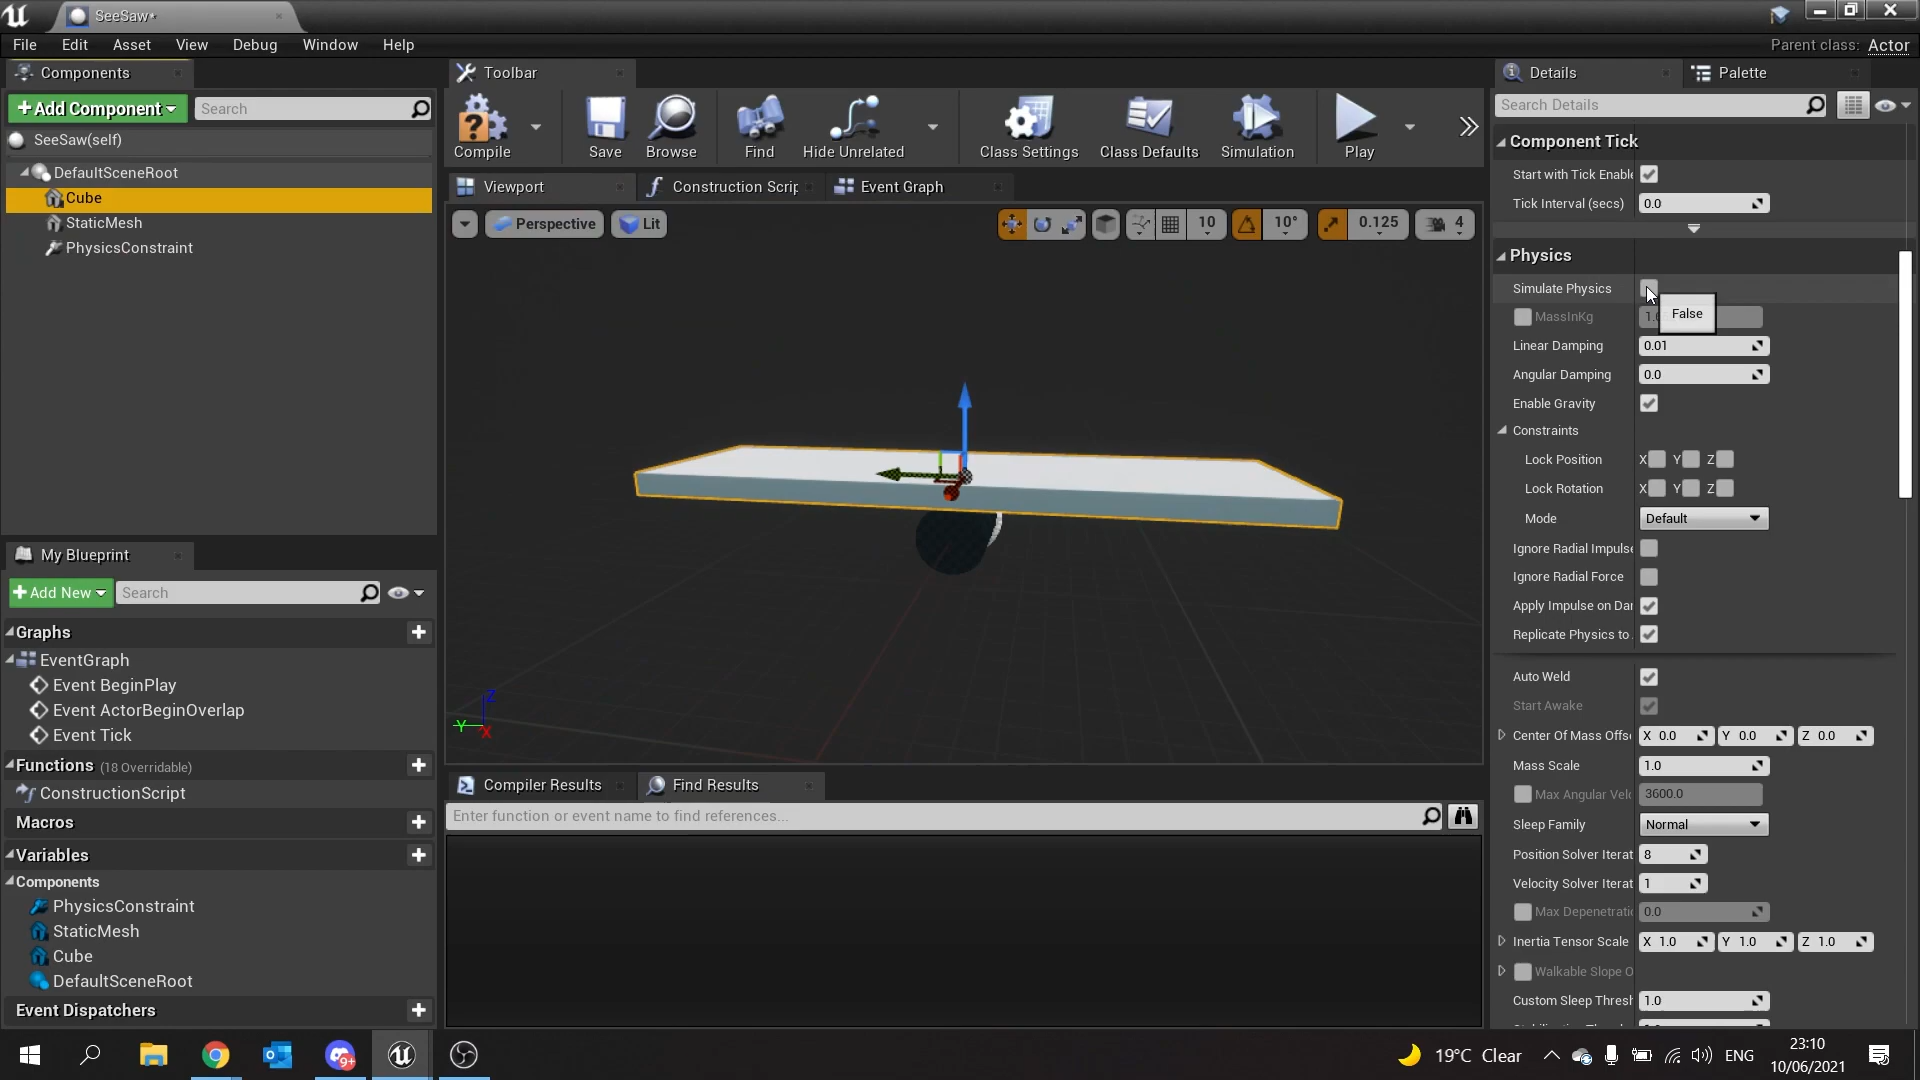 SeeSaw*
File Edit Asset View Debug Window Help
Parent class: Actor
Components
Toolbar
Details
Palette
Add Component
Search
SeeSaw(self)
DefaultSceneRoot
Cube
StaticMesh
PhysicsConstraint
Compile
Save
Browse
Find
Hide Unrelated
Class Settings
Class Defaults
Simulation
Play
Viewport
Construction Scrip
Event Graph
Perspective
Lit
10
10°
0.125
4
Z
Y
X
Search Details
Component Tick
Start with Tick Enable
Tick Interval (secs) 0.0
Physics
Simulate Physics
False
MassInKg 1.
Linear Damping 0.01
Angular Damping 0.0
Enable Gravity
Constraints
Lock Position X Y Z
Lock Rotation X Y Z
Mode Default
Ignore Radial Impulse
Ignore Radial Force
Apply Impulse on Dar
Replicate Physics to
Auto Weld
Start Awake
Center Of Mass Offs X 0.0 Y 0.0 Z 0.0
Mass Scale 1.0
Max Angular Vel 3600.0
Sleep Family Normal
Position Solver Iterat 8
Velocity Solver Iterat 1
Max Depenetrati 0.0
Inertia Tensor Scale X 1.0 Y 1.0 Z 1.0
Walkable Slope O
Custom Sleep Thresh 1.0
My Blueprint
Add New
Search
Graphs
EventGraph
Event BeginPlay
Event ActorBeginOverlap
Event Tick
Functions (18 Overridable)
ConstructionScript
Macros
Variables
Components
PhysicsConstraint
StaticMesh
Cube
DefaultSceneRoot
Event Dispatchers
Compiler Results
Find Results
Enter function or event name to find references...
9+
19°C Clear
ENG
23:10
10/06/2021